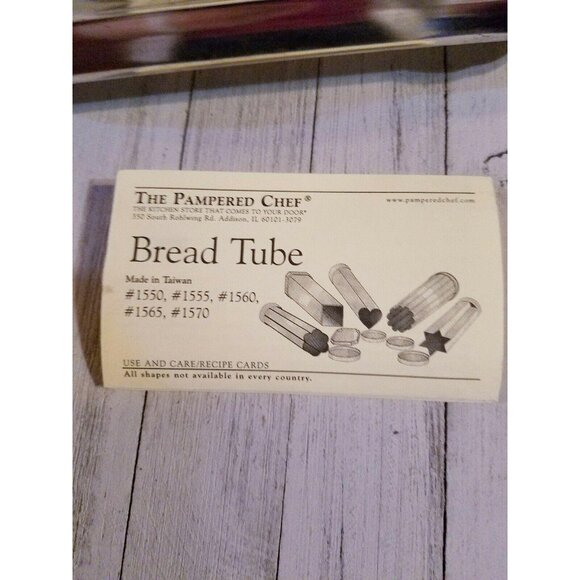 THE PAMPERED CHEF®
www.pamperedchef.com
THE KITCHEN STORE THAT COMES TO YOUR DOOR®
350 South Rohlwing Rd. Addison, IL 60101-3079
Bread Tube
Made in Taiwan
#1550, #1555, #1560,
#1565, #1570
USE AND CARE/RECIPE CARDS
All shapes not available in every country.